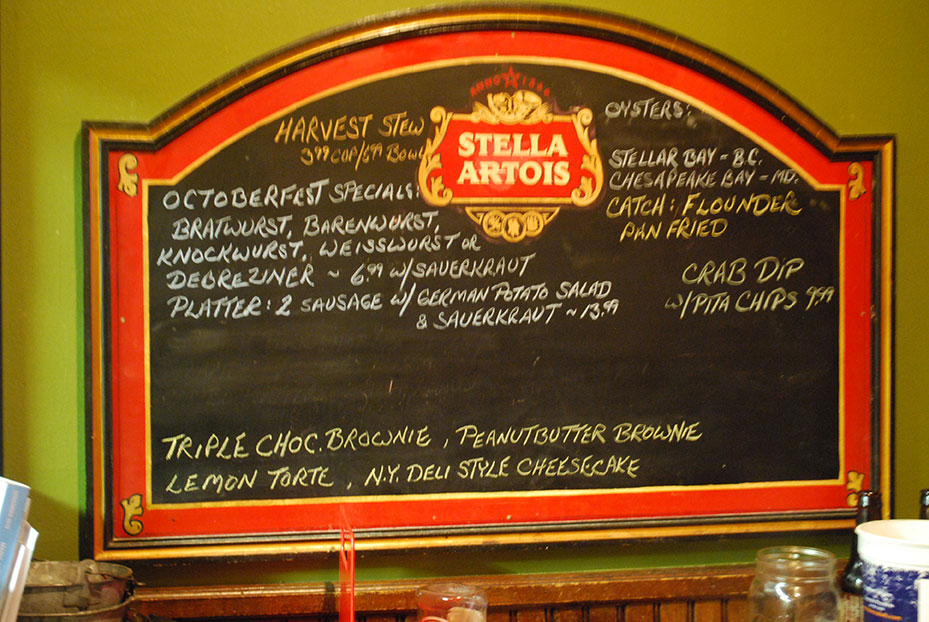 ANNO 1366
STELLA
ARTOIS
HARVEST STEW
3.99 CUP/6.99 BOWL
OCTOBERFEST SPECIALS:
BRATWURST, BARENWURST,
KNOCKWURST, WEISSWURST OR
DEBREZINER ~ 6.99 W/SAUERKRAUT
PLATTER: 2 SAUSAGE W/ GERMAN POTATO SALAD
& SAUERKRAUT ~ 13.99
OYSTERS:
STELLAR BAY - B.C.
CHESAPEAKE BAY - MD.
CATCH: FLOUNDER
PAN FRIED
CRAB DIP
W/PITA CHIPS 9.99
TRIPLE CHOC. BROWNIE, PEANUTBUTTER BROWNIE
LEMON TORTE, N.Y. DELI STYLE CHEESECAKE